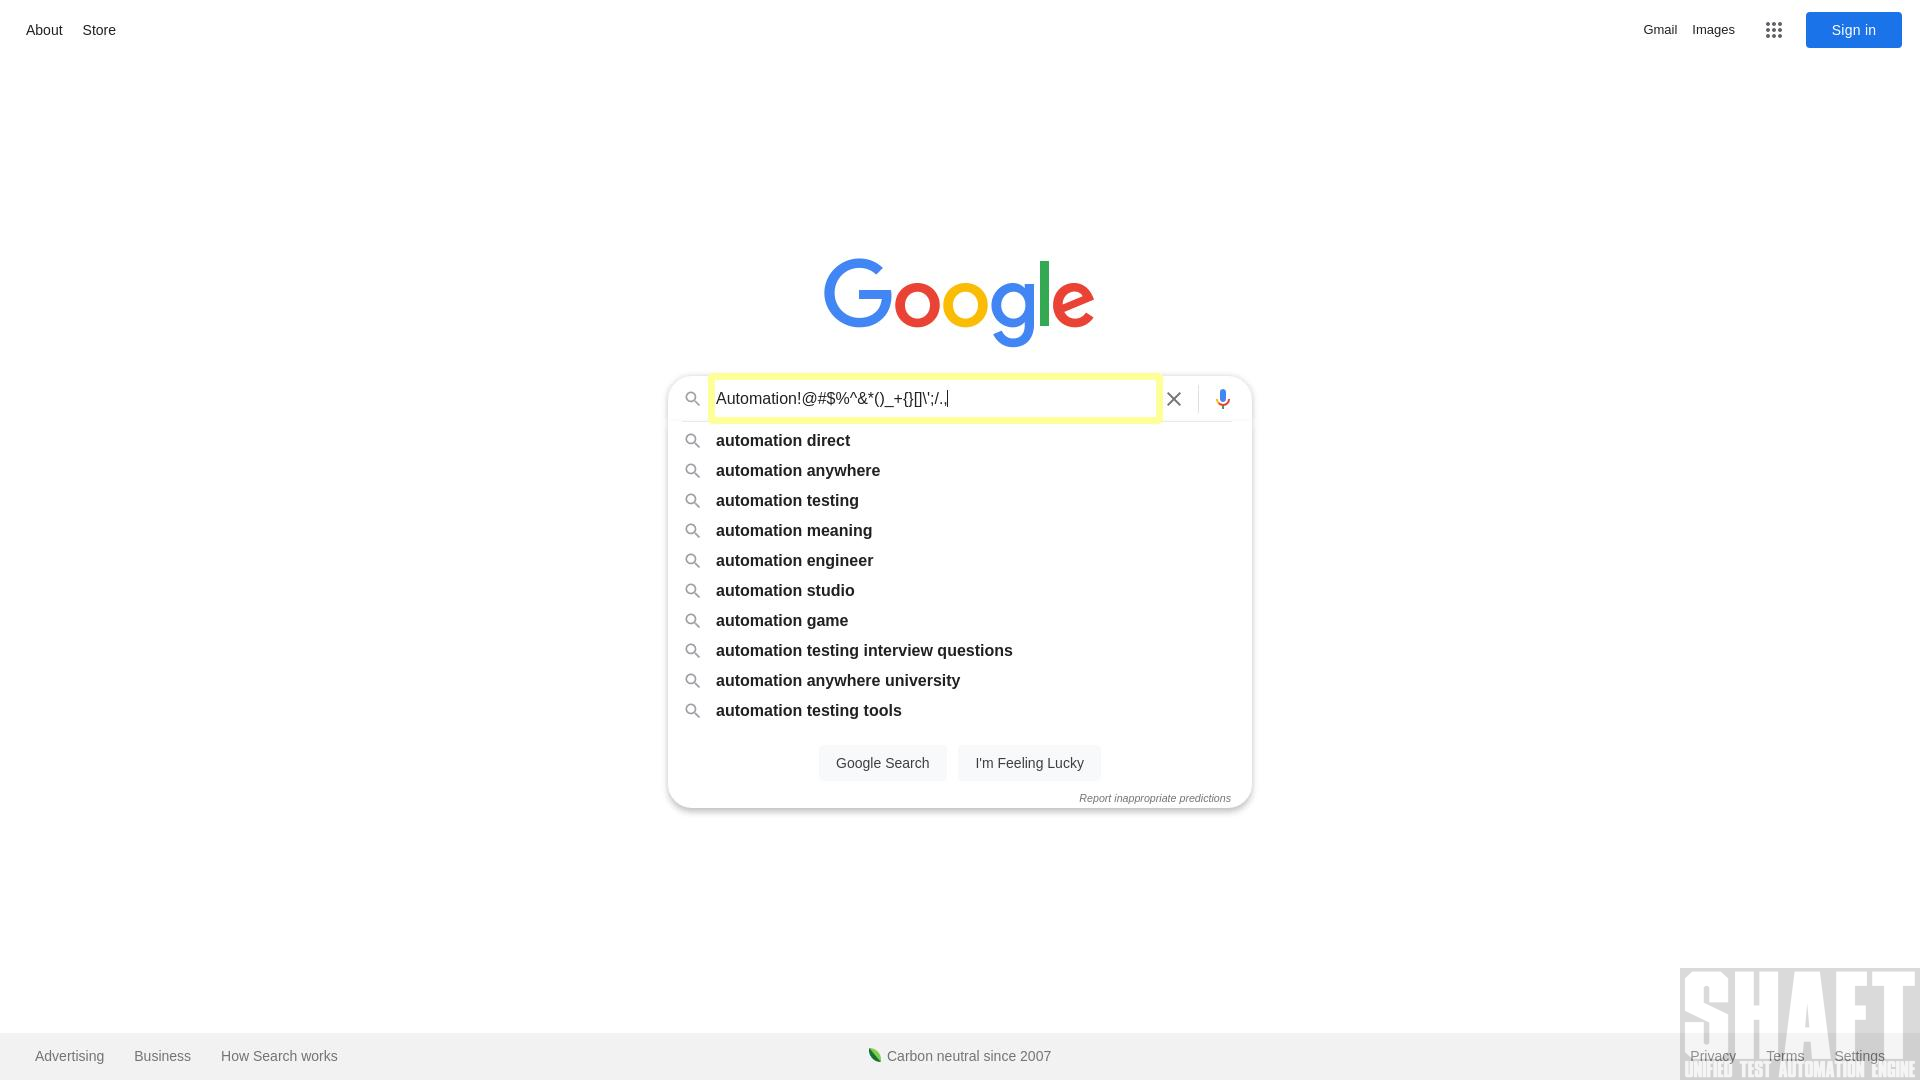 About Store Gmail Images Sign in
Google
Automation!@#$%^&*()_+{}[]\';/.,
automation direct
automation anywhere
automation testing
automation meaning
automation engineer
automation studio
automation game
automation testing interview questions
automation anywhere university
automation testing tools
Google Search I'm Feeling Lucky
Report inappropriate predictions
SHAFT
Advertising Business How Search works Carbon neutral since 2007 Privacy Terms Settings
UNIFIED TEST AUTOMATION ENGINE